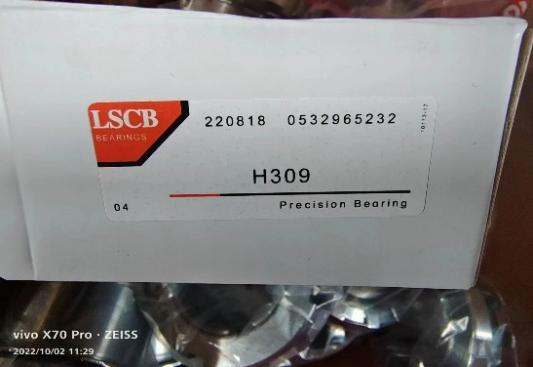 LSCB
BEARINGS
220818 0532965232
H309
04
Precision Bearing
vivo X70 Pro · ZEISS
2022/10/02 11:29